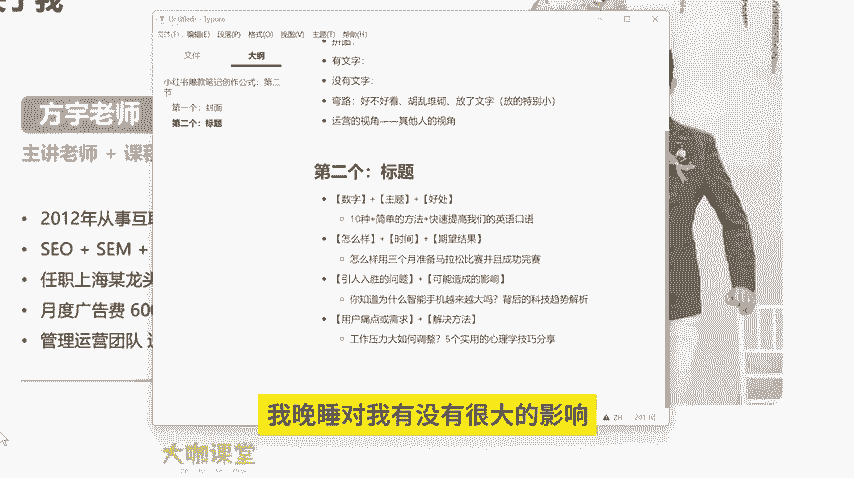 Untitled - Typora
编辑(E) 段落(P) 格式(O) 视图(V) 主题(T) 帮助(H)
文件 大纲
小红书爆款笔记创作公式：第二节
第一个：封面
第二个：标题
拼图：
有文字：
没有文字：
弯路：好不好看、胡乱堆砌、放了文字（放的特别小）
运营的视角——其他人的视角
第二个：标题
【数字】+【主题】+【好处】
10种+简单的方法+快速提高我们的英语口语
【怎么样】+【时间】+【期望结果】
怎么样用三个月准备马拉松比赛并且成功完赛
【引人入胜的问题】+【可能造成的影响】
你知道为什么智能手机越来越大吗？背后的科技趋势解析
【用户痛点或需求】+【解决方法】
工作压力大如何调整？5个实用的心理学技巧分享
ZH
方宇老师
主讲老师 + 课程
2012年从事互联
SEO + SEM +
任职上海某龙头
月度广告费 600
管理运营团队
我晚睡对我有没有很大的影响
大咖课堂